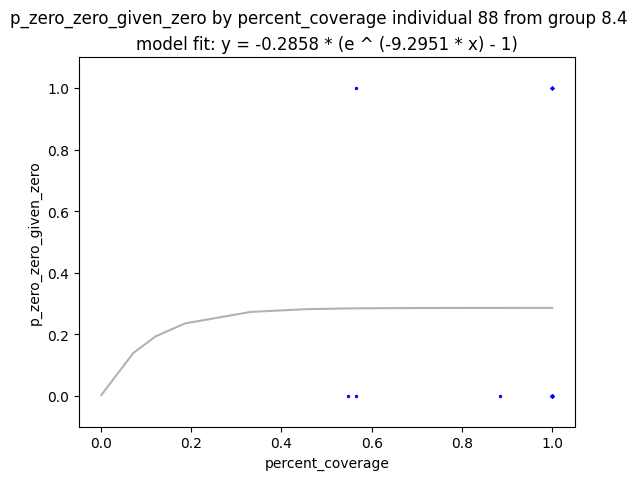 p_zero_zero_given_zero by percent_coverage individual 88 from group 8.4
model fit: y = -0.2858 * (e ^ (-9.2951 * x) - 1)
1.0
0.8
0.6
0.4
0.2
0.0
p_zero_zero_given_zero
0.0 0.2 0.4 0.6 0.8 1.0
percent_coverage